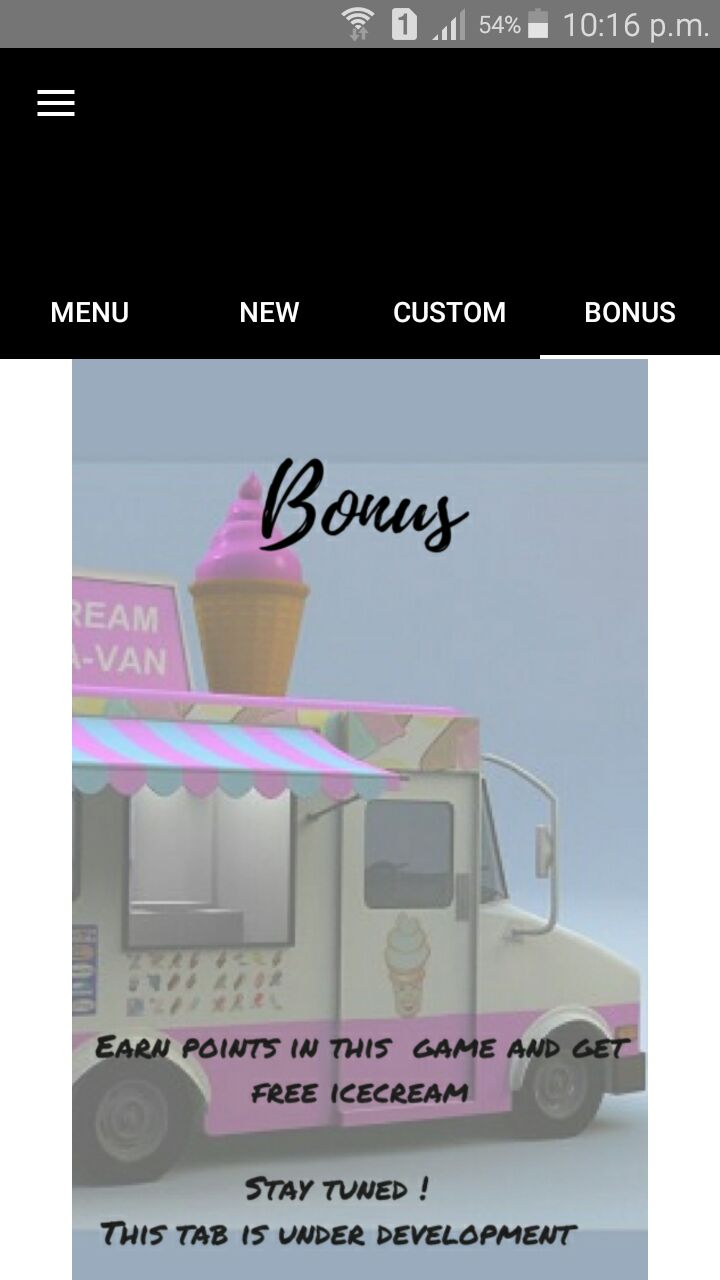 1 54% 10:16 p.m.
MENU NEW CUSTOM BONUS
Bonus
REAM
A-VAN
EARN POINTS IN THIS GAME AND GET
FREE ICECREAM
STAY TUNED !
THIS TAB IS UNDER DEVELOPMENT